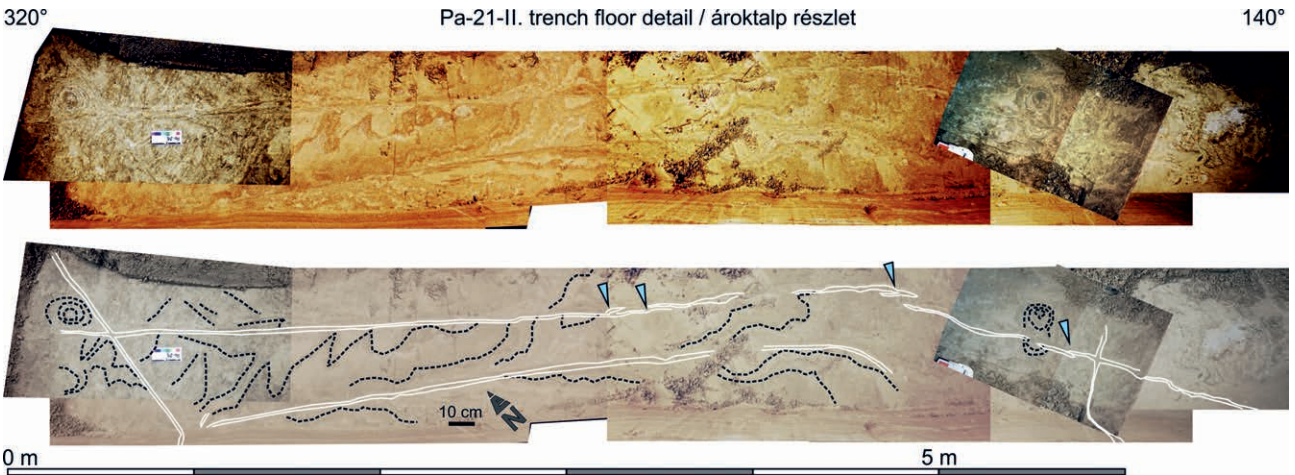 320° Pa-21-II. trench floor detail / ároktalp részlet 140°
10 cm N
0 m 5 m